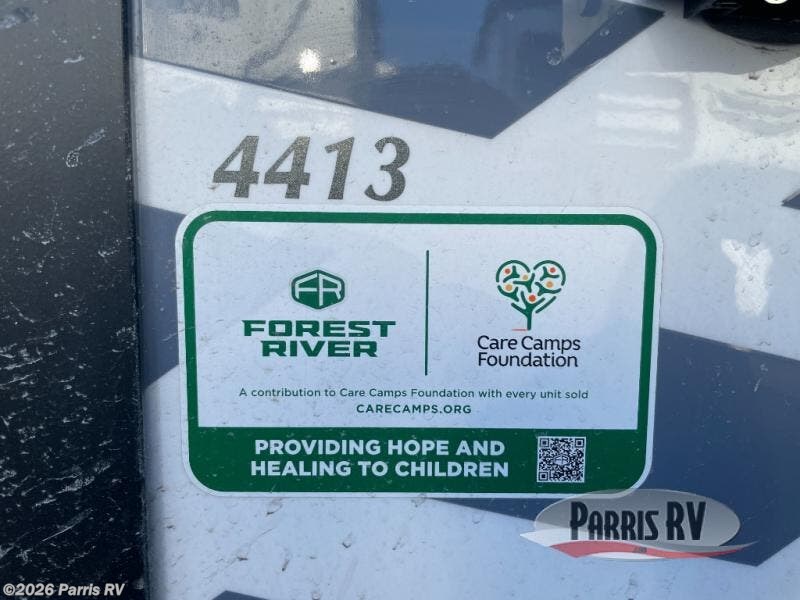 4413
FR
FOREST
RIVER
Care Camps
Foundation
A contribution to Care Camps Foundation with every unit sold
CARECAMPS.ORG
PROVIDING HOPE AND
HEALING TO CHILDREN
PARRIS RV
©2026 Parris RV